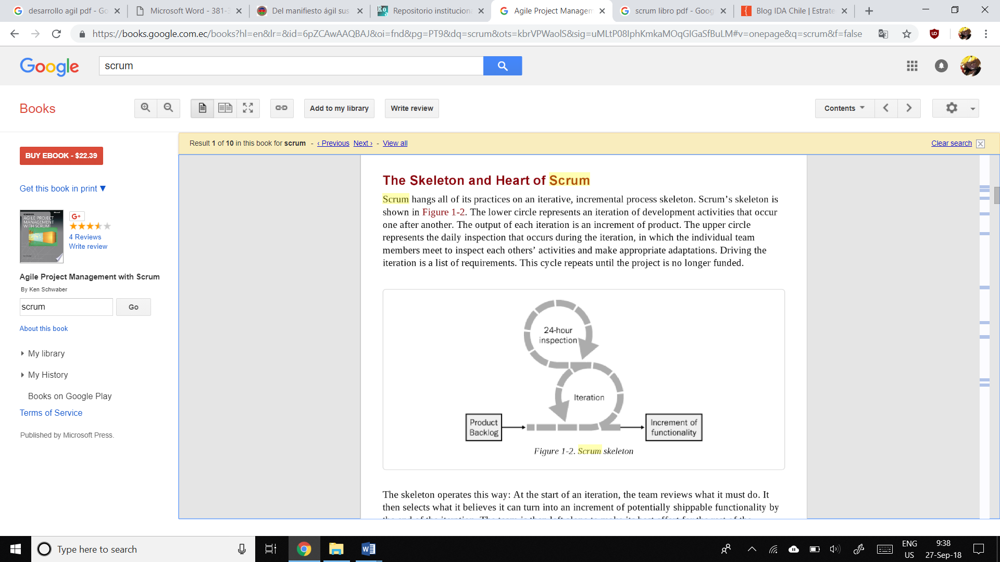 desarrollo agil pdf - Go
Microsoft Word - 381-3
Del manifiesto ágil sus
Repositorio instituciona
Agile Project Managem
scrum libro pdf - Goog
Blog IDA Chile | Estrate
https://books.google.com.ec/books?hl=en&lr=&id=6pZCAwAAQBAJ&oi=fnd&pg=PT9&dq=scrum&ots=kbrVPWaolS&sig=uMLtP08IphKmkaMOqGlGaSfBuLM#v=onepage&q=scrum&f=false
Google
scrum
Books
Add to my library
Write review
Contents
Result 1 of 10 in this book for scrum - ‹ Previous Next › - View all
Clear search
BUY EBOOK - $22.39
Get this book in print ▼
AGILE PROJECT
MANAGEMENT
WITH SCRUM
G+
4 Reviews
Write review
Agile Project Management with Scrum
By Ken Schwaber
scrum
Go
About this book
My library
My History
Books on Google Play
Terms of Service
Published by Microsoft Press.
The Skeleton and Heart of Scrum
Scrum hangs all of its practices on an iterative, incremental process skeleton. Scrum's skeleton is
shown in Figure 1-2. The lower circle represents an iteration of development activities that occur
one after another. The output of each iteration is an increment of product. The upper circle
represents the daily inspection that occurs during the iteration, in which the individual team
members meet to inspect each others' activities and make appropriate adaptations. Driving the
iteration is a list of requirements. This cycle repeats until the project is no longer funded.
24-hour
inspection
Iteration
Product
Backlog
Increment of
functionality
Figure 1-2. Scrum skeleton
The skeleton operates this way: At the start of an iteration, the team reviews what it must do. It
then selects what it believes it can turn into an increment of potentially shippable functionality by
Type here to search
ENG
US
9:38
27-Sep-18